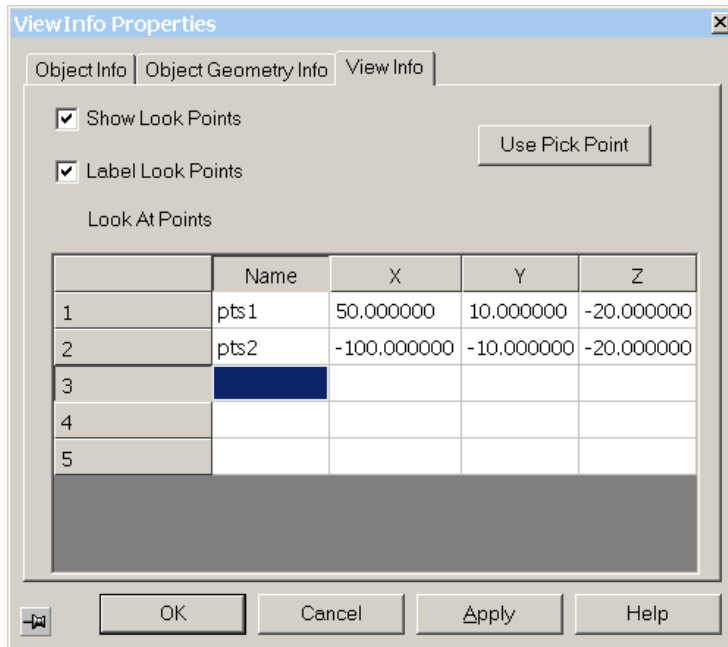 ViewInfo Properties
Object Info Object Geometry Info View Info
Show Look Points
Use Pick Point
Label Look Points
Look At Points
Name X Y Z
1 pts1 50.000000 10.000000 -20.000000
2 pts2 -100.000000 -10.000000 -20.000000
3
4
5
OK Cancel Apply Help